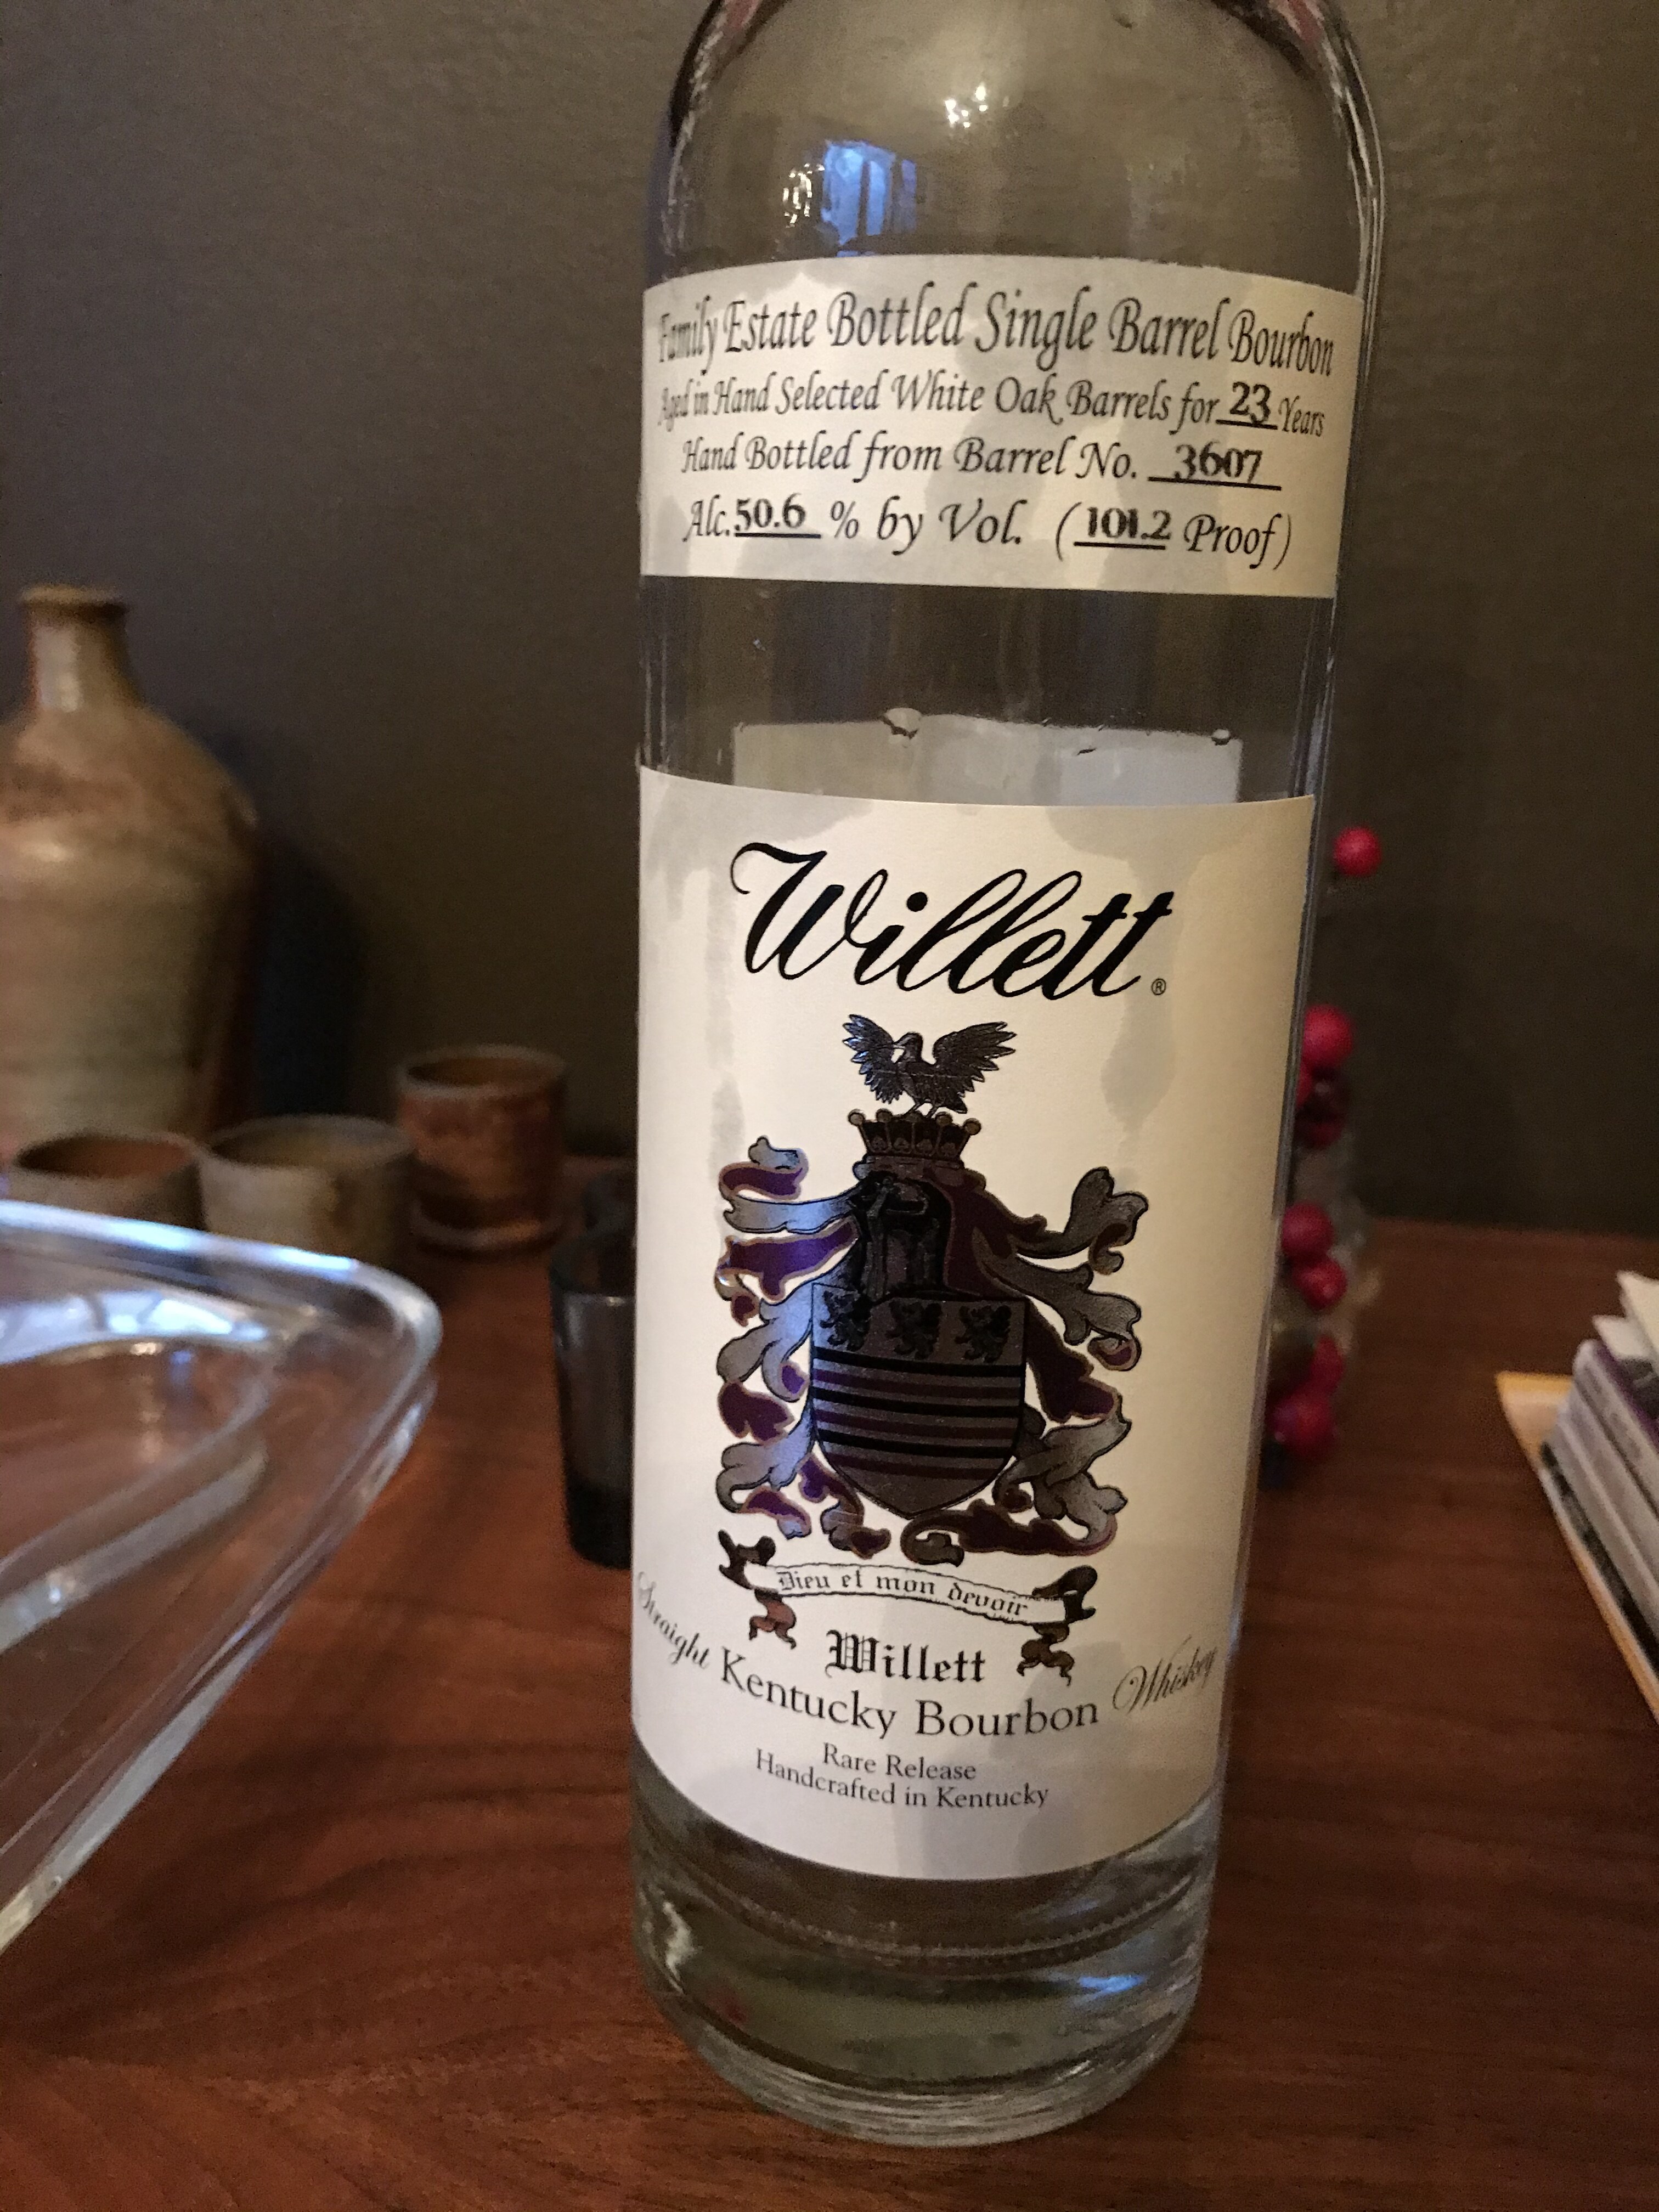 Family Estate Bottled Single Barrel Bourbon
Aged in Hand Selected White Oak Barrels for 23 Years
Hand Bottled from Barrel No. 3607
Alc. 50.6 % by Vol. (101.2 Proof)
Willett®
Dieu et mon devoir
Willett
Straight Kentucky Bourbon Whiskey
Rare Release
Handcrafted in Kentucky